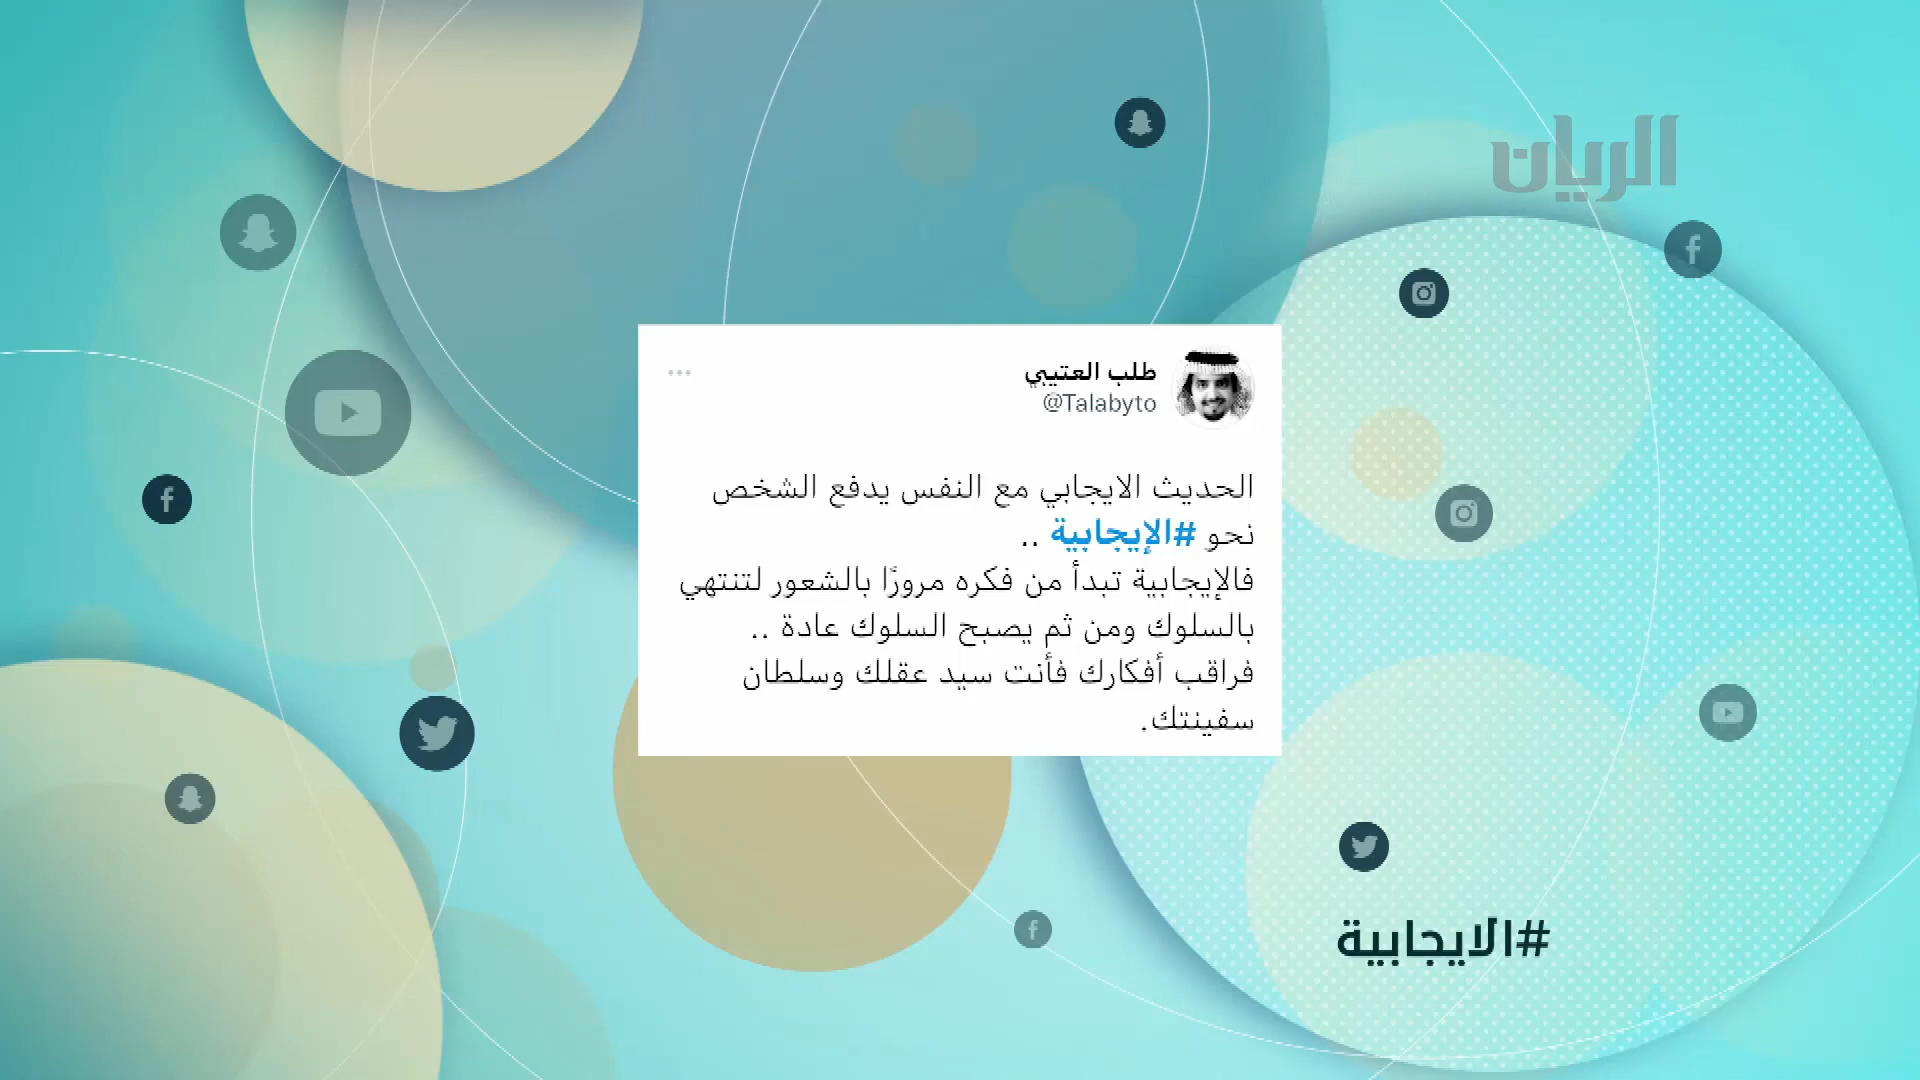 الريان
طلب العتيبي
@Talabyto
الحديث الايجابي مع النفس يدفع الشخص
نحو #الإيجابية ..
فالإيجابية تبدأ من فكره مرورًا بالشعور لتنتهي
بالسلوك ومن ثم يصبح السلوك عادة ..
فراقب أفكارك فأنت سيد عقلك وسلطان
سفينتك.
#الايجابية